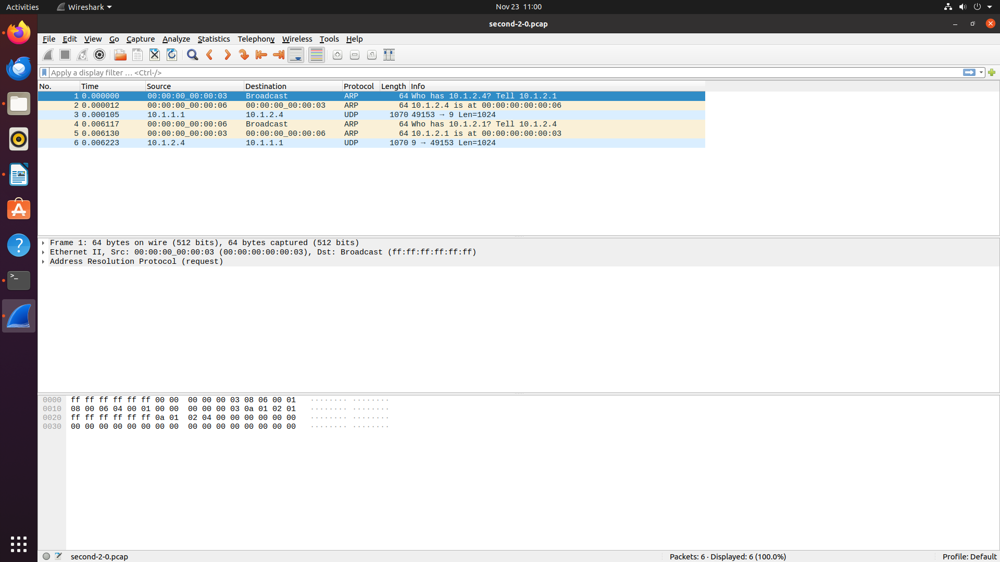 Activities Wireshark Nov 23 11:00
second-2-0.pcap
File Edit View Go Capture Analyze Statistics Telephony Wireless Tools Help
Apply a display filter … <Ctrl-/>
No. Time Source Destination Protocol Length Info
1 0.000000 00:00:00_00:00:03 Broadcast ARP 64 Who has 10.1.2.4? Tell 10.1.2.1
2 0.000012 00:00:00_00:00:06 00:00:00_00:00:03 ARP 64 10.1.2.4 is at 00:00:00:00:00:06
3 0.000105 10.1.1.1 10.1.2.4 UDP 1070 49153 → 9 Len=1024
4 0.006117 00:00:00_00:00:06 Broadcast ARP 64 Who has 10.1.2.1? Tell 10.1.2.4
5 0.006130 00:00:00_00:00:03 00:00:00_00:00:06 ARP 64 10.1.2.1 is at 00:00:00:00:00:03
6 0.006223 10.1.2.4 10.1.1.1 UDP 1070 9 → 49153 Len=1024
Frame 1: 64 bytes on wire (512 bits), 64 bytes captured (512 bits)
Ethernet II, Src: 00:00:00_00:00:03 (00:00:00:00:00:03), Dst: Broadcast (ff:ff:ff:ff:ff:ff)
Address Resolution Protocol (request)
0000 ff ff ff ff ff ff 00 00 00 00 00 03 08 06 00 01 ········ ········
0010 08 00 06 04 00 01 00 00 00 00 00 03 0a 01 02 01 ········ ········
0020 ff ff ff ff ff ff 0a 01 02 04 00 00 00 00 00 00 ········ ········
0030 00 00 00 00 00 00 00 00 00 00 00 00 00 00 00 00 ········ ········
second-2-0.pcap Packets: 6 · Displayed: 6 (100.0%) Profile: Default